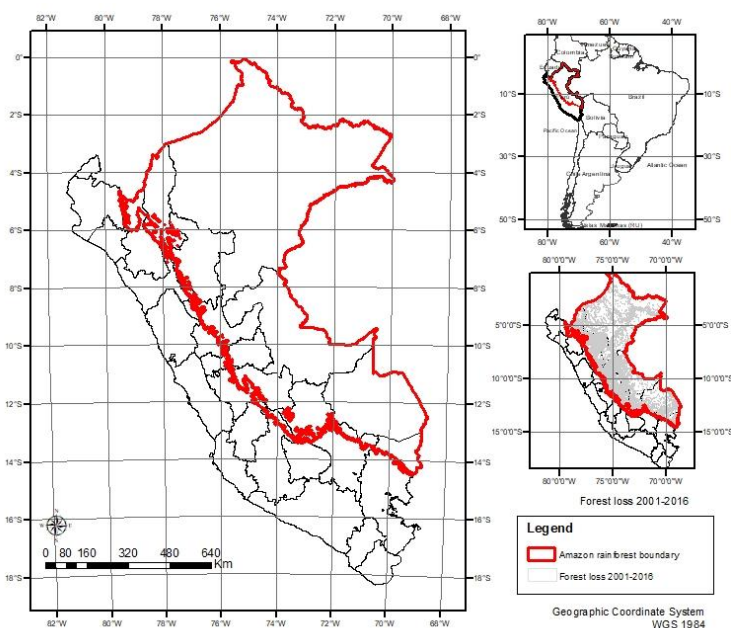 82°W 80°W 78°W 76°W 74°W 72°W 70°W 68°W
0°
2°S
4°S
6°S
8°S
10°S
12°S
14°S
16°S
18°S
0°
2°S
4°S
6°S
8°S
10°S
12°S
14°S
16°S
18°S
0 80 160 320 480 640
Km
82°W 80°W 78°W 76°W 74°W 72°W 70°W 68°W 66°W
80°W 60°W 40°W
Colombia
Brazil
Bolivia
Pacific Ocean
Argentina
Atlantic Ocean
10°S
30°S
50°S
10°S
30°S
50°S
80°W 60°W 40°W
80°0'0"W 75°0'0"W 70°0'0"W
5°0'0"S
10°0'0"S
15°0'0"S
5°0'0"S
10°0'0"S
15°0'0"S
80°0'0"W 75°0'0"W 70°0'0"W
Forest loss 2001-2016
Legend
Amazon rainforest boundary
Forest loss 2001-2016
Geographic Coordinate System
WGS 1984